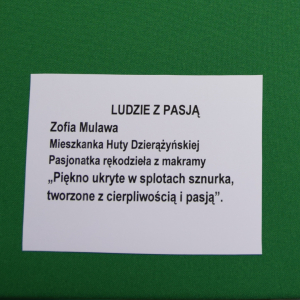 LUDZIE Z PASJĄ
Zofia Mulawa
Mieszkanka Huty Dzierążyńskiej
Pasjonatka rękodzieła z makramy
„Piękno ukryte w splotach sznurka,
tworzone z cierpliwością i pasją”.